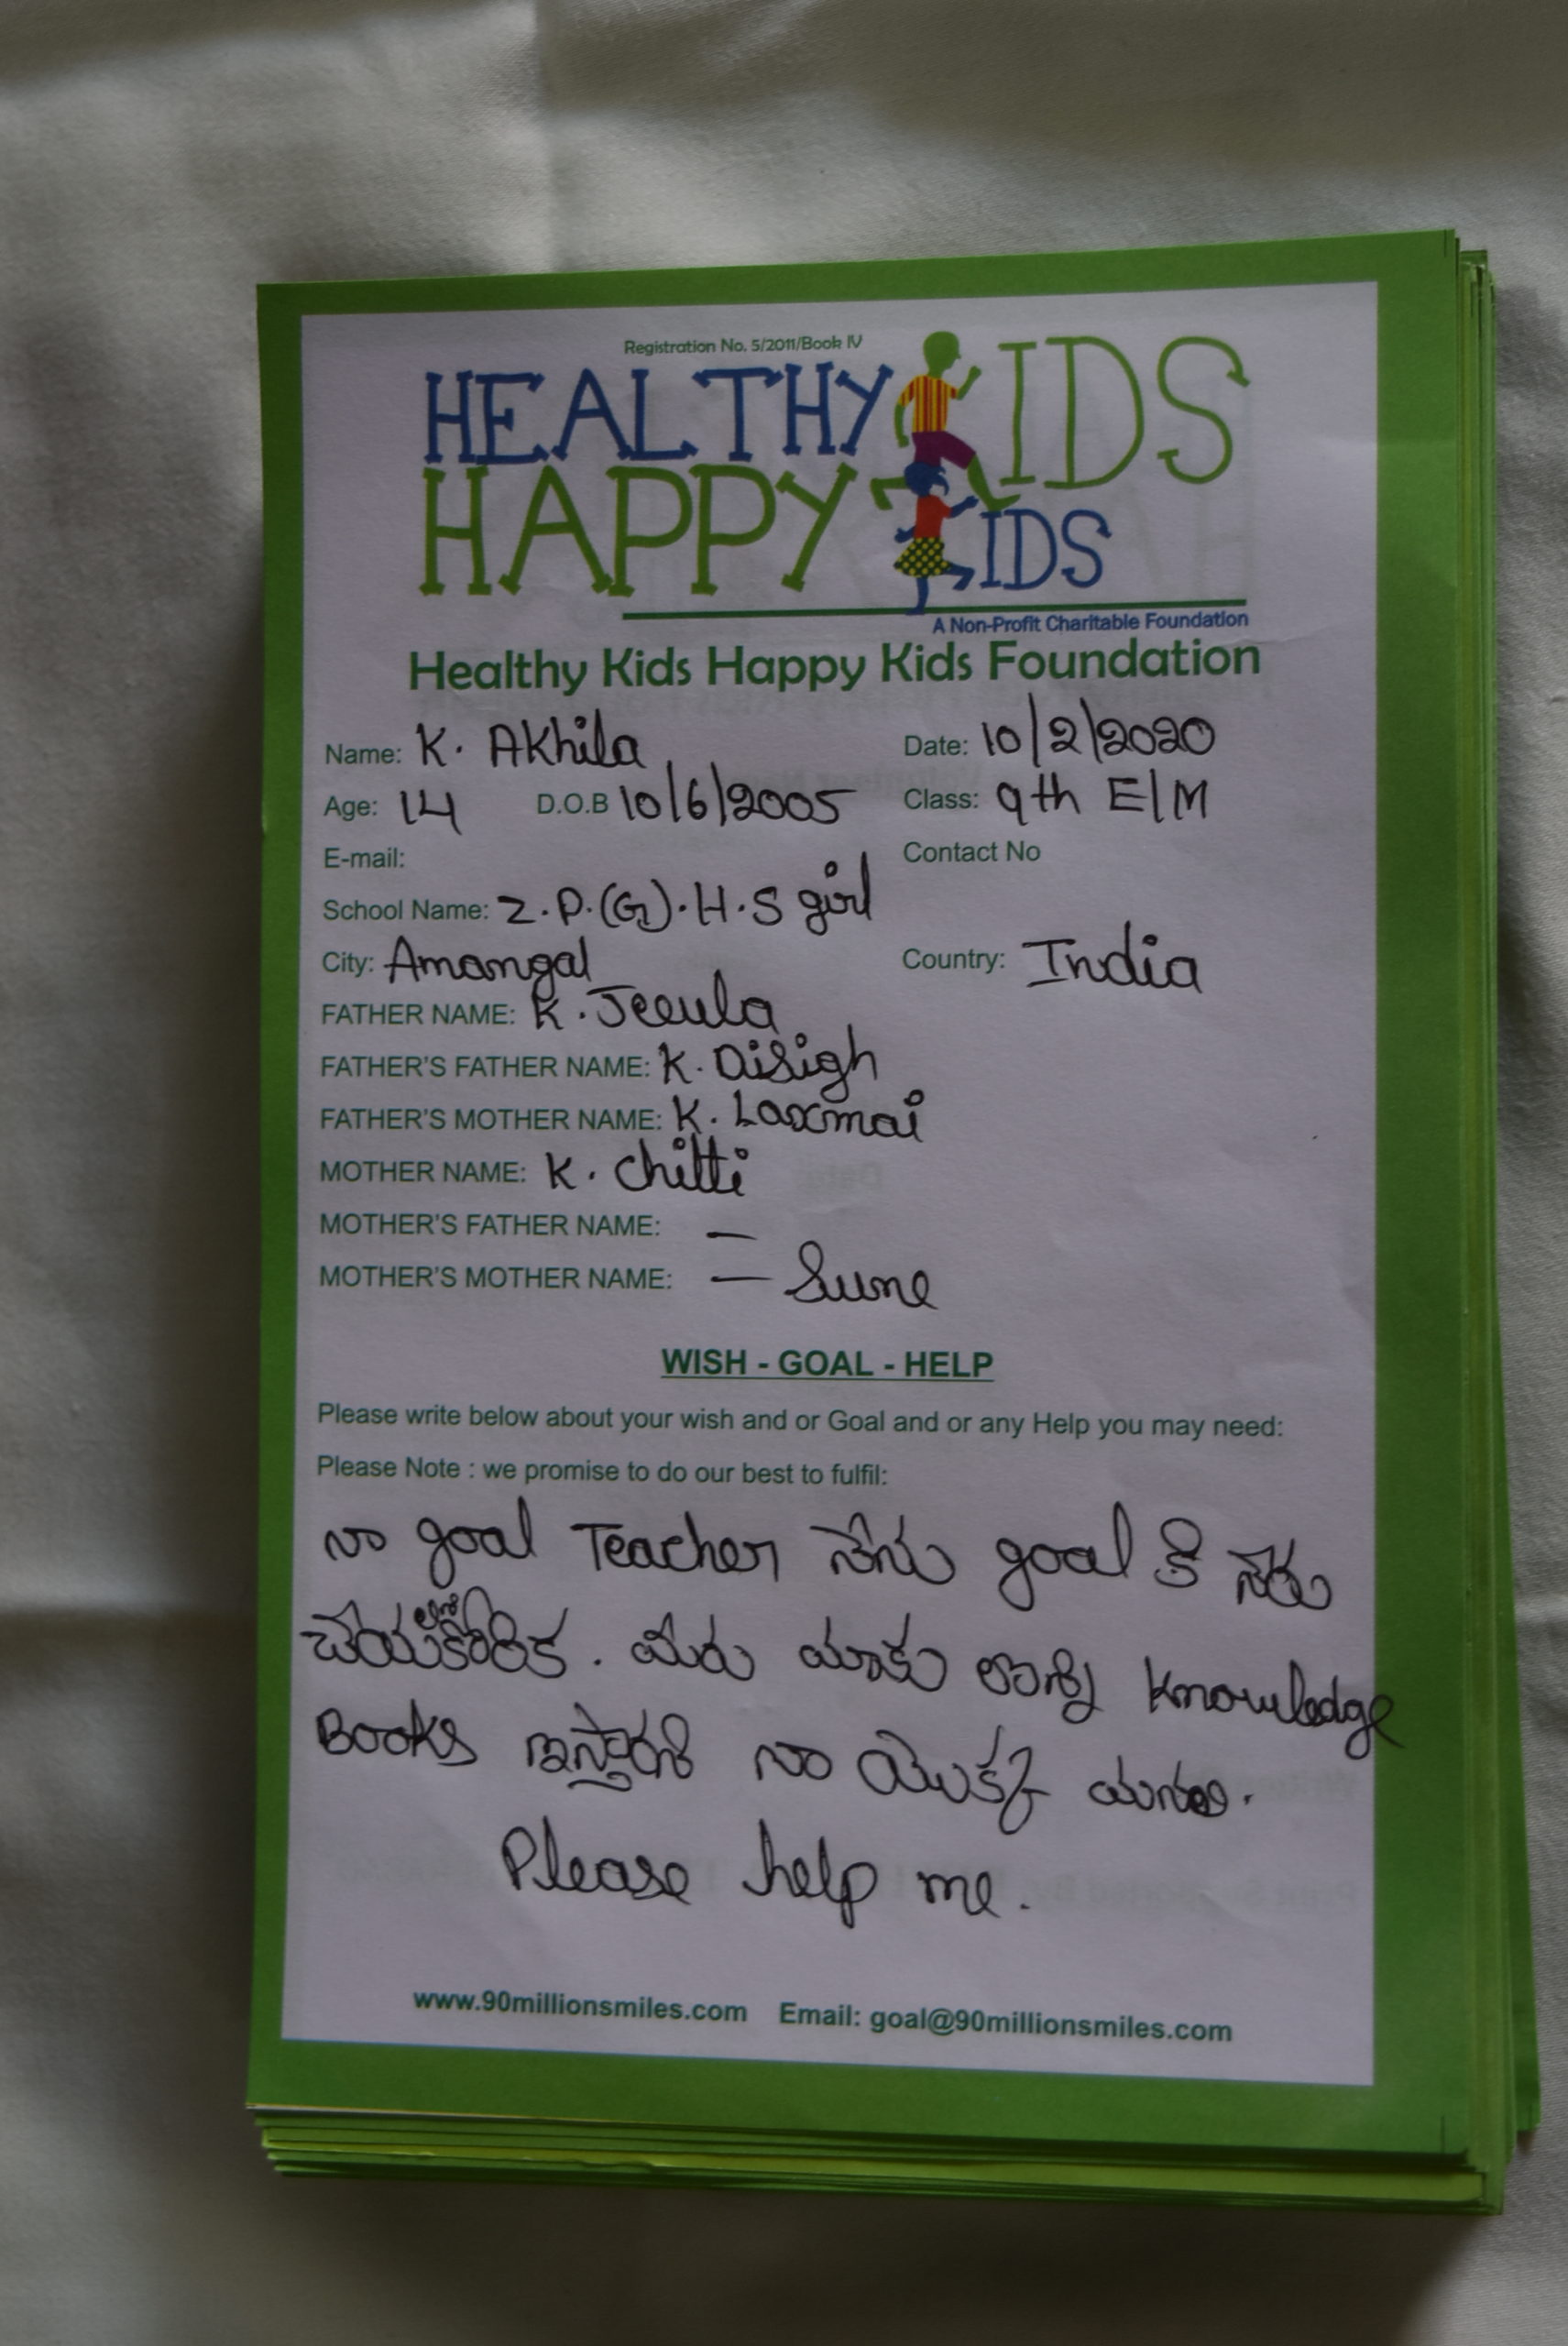 Registration No. 5/2011/Book IV
HEALTHY KIDS
HAPPY KIDS
A Non-Profit Charitable Foundation
Healthy Kids Happy Kids Foundation
Name: K. AKhila Date: 10/2/2020
Age: 14 D.O.B 10/6/2005 Class: 9th E/M
E-mail: Contact No
School Name: Z.P.(G).H.S girl
City: Amangal Country: India
FATHER NAME: K. Jeeula
FATHER'S FATHER NAME: K. Disigh
FATHER'S MOTHER NAME: K. Laxmai
MOTHER NAME: K. chitti
MOTHER'S FATHER NAME: —
MOTHER'S MOTHER NAME: — Sune
WISH - GOAL - HELP
Please write below about your wish and or Goal and or any Help you may need:
Please Note : we promise to do our best to fulfil:
నా goal Teacher నేను goal కి
మీరు మాకు Knowledge
Books ఇస్తారని నా యొక్క
Please help me.
www.90millionsmiles.com Email: goal@90millionsmiles.com